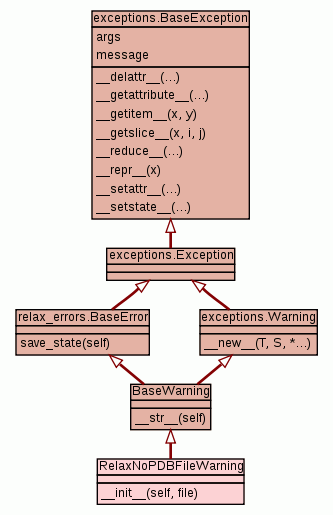 exceptions.BaseException
args
message
__delattr__(...)
__getattribute__(...)
__getitem__(x, y)
__getslice__(x, i, j)
__reduce__(...)
__repr__(x)
__setattr__(...)
__setstate__(...)
exceptions.Exception
relax_errors.BaseError
save_state(self)
exceptions.Warning
__new__(T, S, *...)
BaseWarning
__str__(self)
RelaxNoPDBFileWarning
__init__(self, file)